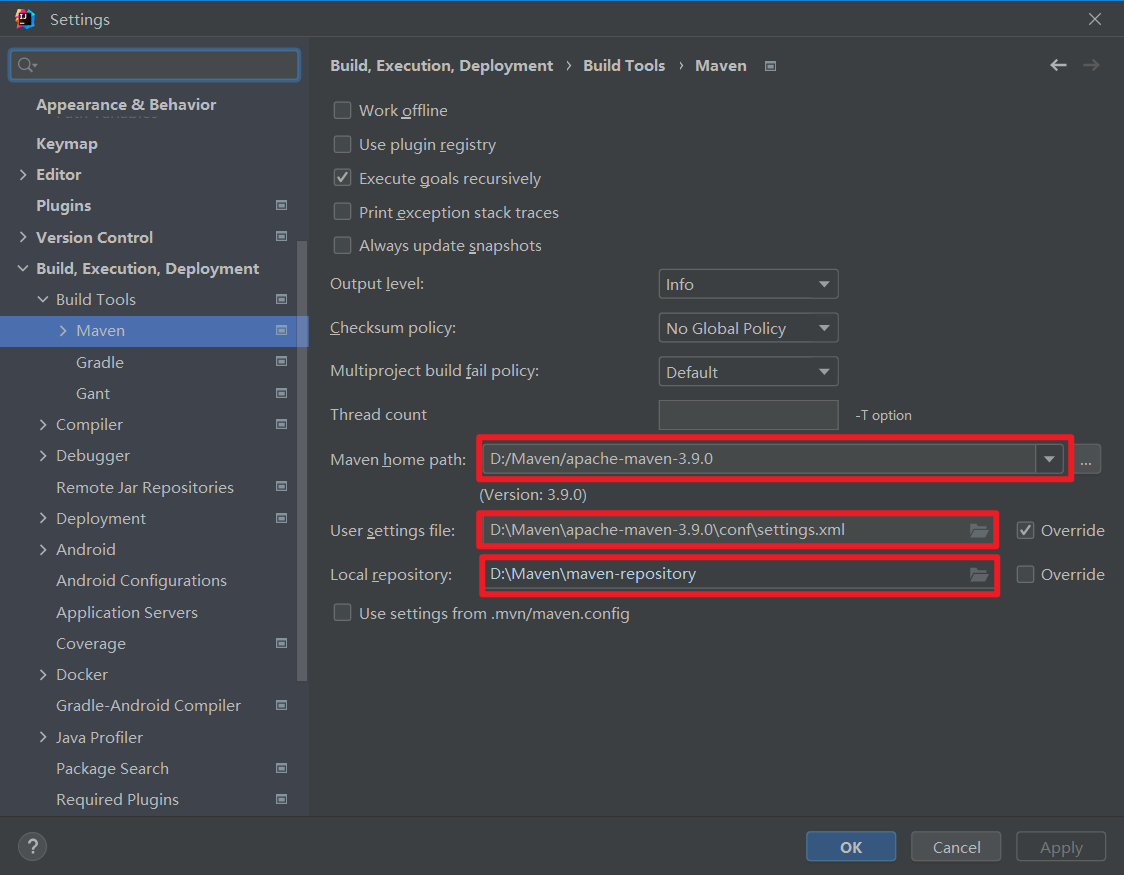 Settings
Build, Execution, Deployment › Build Tools › Maven
Appearance & Behavior
Path Variables
Keymap
Editor
Plugins
Version Control
Build, Execution, Deployment
Build Tools
Maven
Gradle
Gant
Compiler
Debugger
Remote Jar Repositories
Deployment
Android
Android Configurations
Application Servers
Coverage
Docker
Gradle-Android Compiler
Java Profiler
Package Search
Required Plugins
Work offline
Use plugin registry
Execute goals recursively
Print exception stack traces
Always update snapshots
Output level: Info
Checksum policy: No Global Policy
Multiproject build fail policy: Default
Thread count -T option
Maven home path: D:/Maven/apache-maven-3.9.0 ...
(Version: 3.9.0)
User settings file: D:\Maven\apache-maven-3.9.0\conf\settings.xml Override
Local repository: D:\Maven\maven-repository Override
Use settings from .mvn/maven.config
? OK Cancel Apply